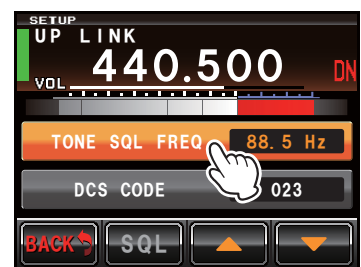 SETUP
UP LINK
VOL 440.500 DN
TONE SQL FREQ 88.5 Hz
DCS CODE 023
BACK SQL